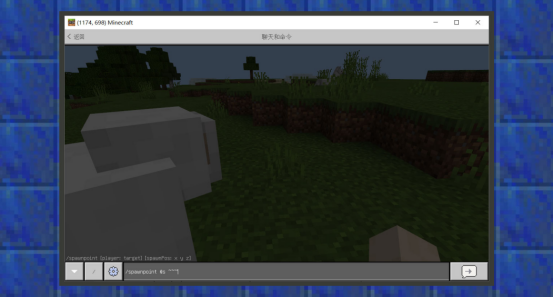 (1174, 698) Minecraft
返回
聊天和命令
/spawnpoint [player: target] [spawnPos: x y z]
/spawnpoint @s ~~~